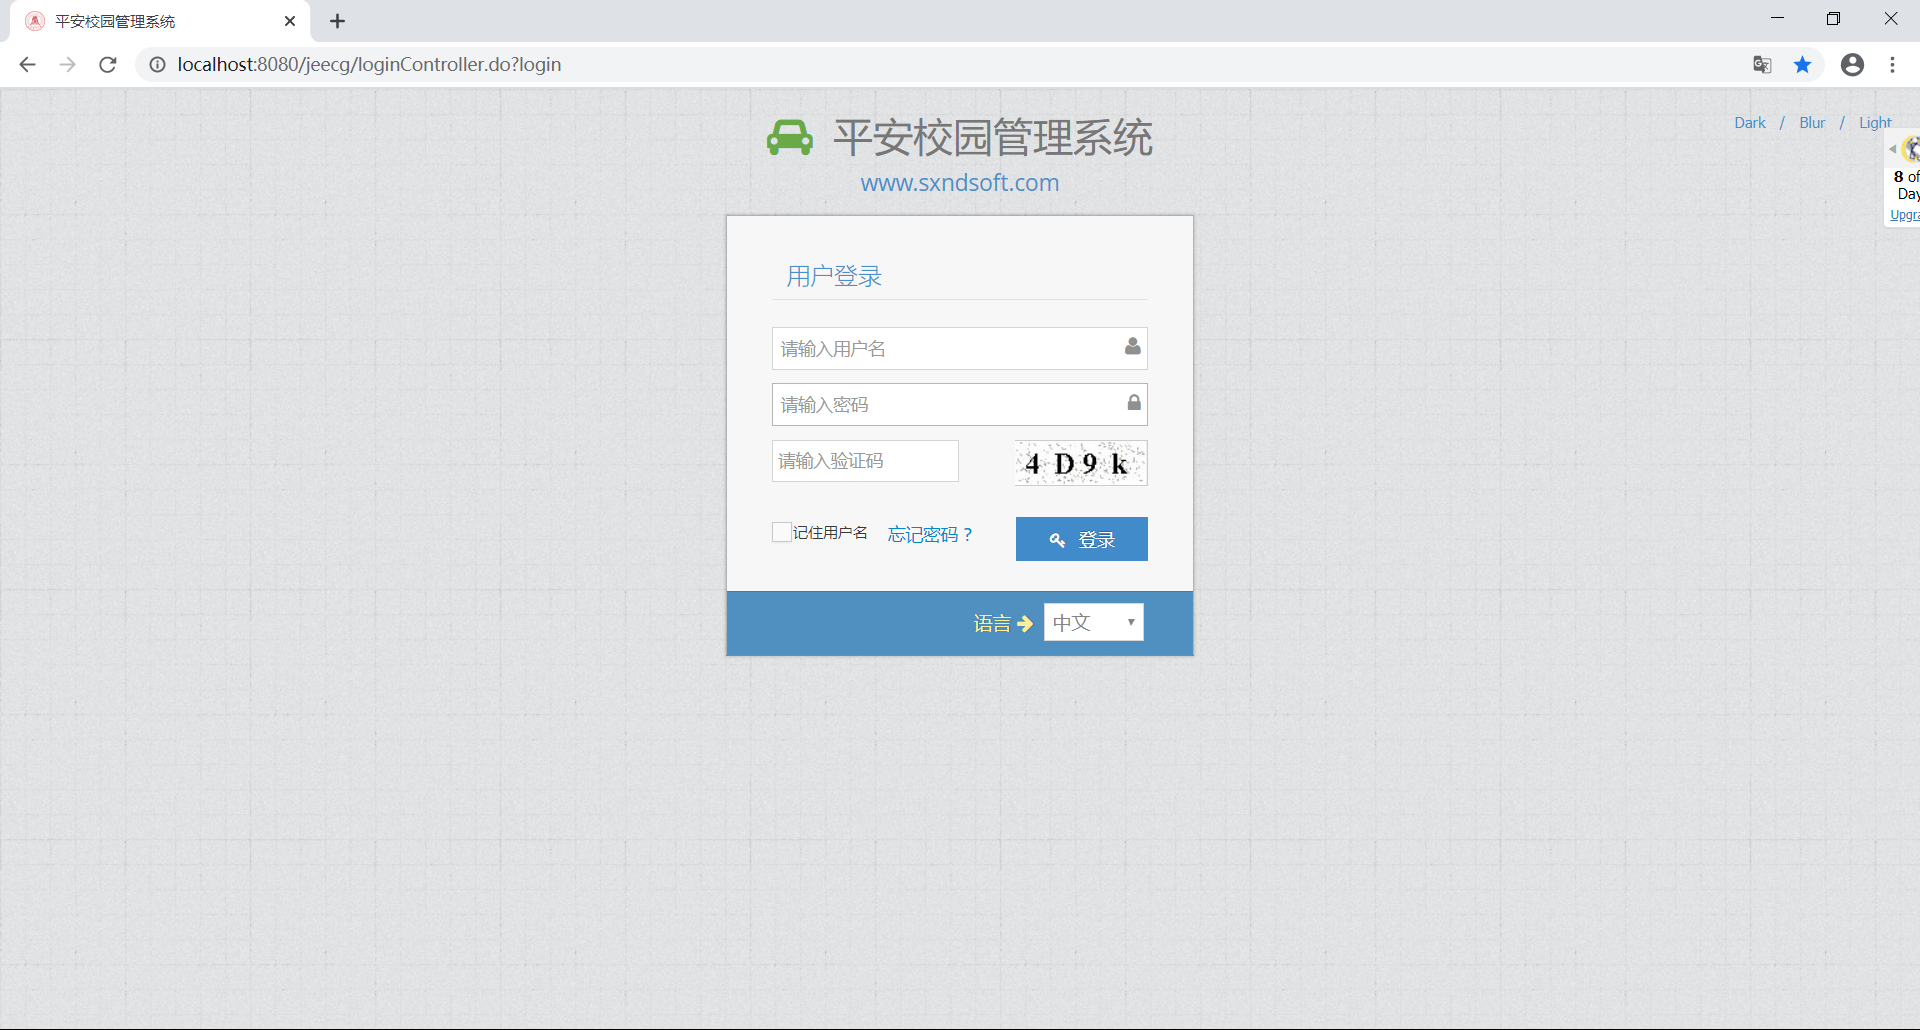 平安校园管理系统
localhost:8080/jeecg/loginController.do?login
平安校园管理系统
www.sxndsoft.com
Dark / Blur / Light
8 of
Day
Upgra
用户登录
请输入用户名
请输入密码
请输入验证码
4 D 9 k
记住用户名 忘记密码？
登录
语言 中文